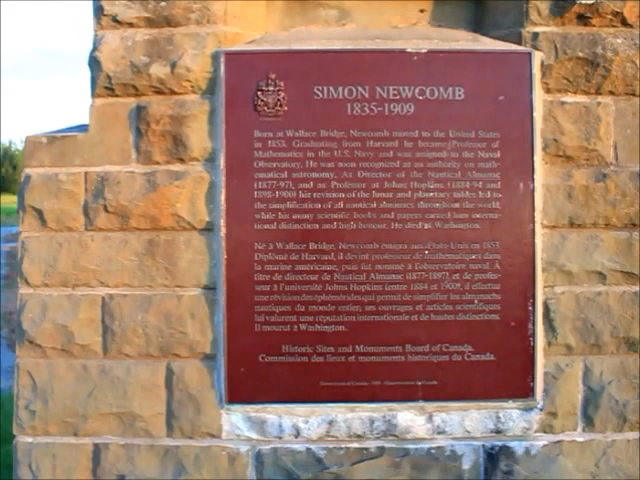 SIMON NEWCOMB
1835-1909
Born at Wallace Bridge, Newcomb moved to the United States
in 1853. Graduating from Harvard he became Professor of
Mathematics in the U.S. Navy and was assigned to the Naval
Observatory. He was soon recognized as an authority on math-
ematical astronomy. As Director of the Nautical Almanac
(1877-97), and as Professor at Johns Hopkins (1884-94 and
1898-1900) his revision of the lunar and planetary tables led to
the simplification of all nautical almanacs throughout the world,
while his many scientific books and papers earned him interna-
tional distinction and high honour. He died at Washington.
Né à Wallace Bridge, Newcomb émigra aux États-Unis en 1853.
Diplômé de Harvard, il devint professeur de mathématiques dans
la marine américaine, puis fut nommé à l'observatoire naval. À
titre de directeur de Nautical Almanac (1877-1897) et de profes-
seur à l'université Johns Hopkins (entre 1884 et 1900), il effectua
une révision des éphémérides qui permit de simplifier les almanachs
nautiques du monde entier; ses ouvrages et articles scientifiques
lui valurent une réputation internationale et de hautes distinctions.
Il mourut à Washington.
Historic Sites and Monuments Board of Canada.
Commission des lieux et monuments historiques du Canada.
Government of Canada Gouvernement du Canada